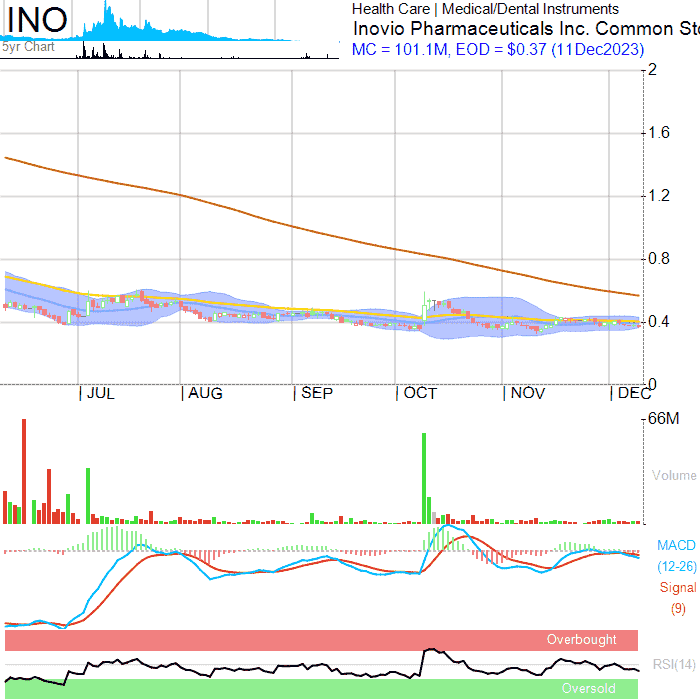 INO
5yr Chart
Health Care | Medical/Dental Instruments
Inovio Pharmaceuticals Inc. Common Sto
MC = 101.1M, EOD = $0.37 (11Dec2023)
2
1.6
1.2
0.8
0.4
0
| JUL | AUG | SEP | OCT | NOV | DEC
66M
Volume
MACD
(12-26)
Signal
(9)
Overbought
RSI(14)
Oversold